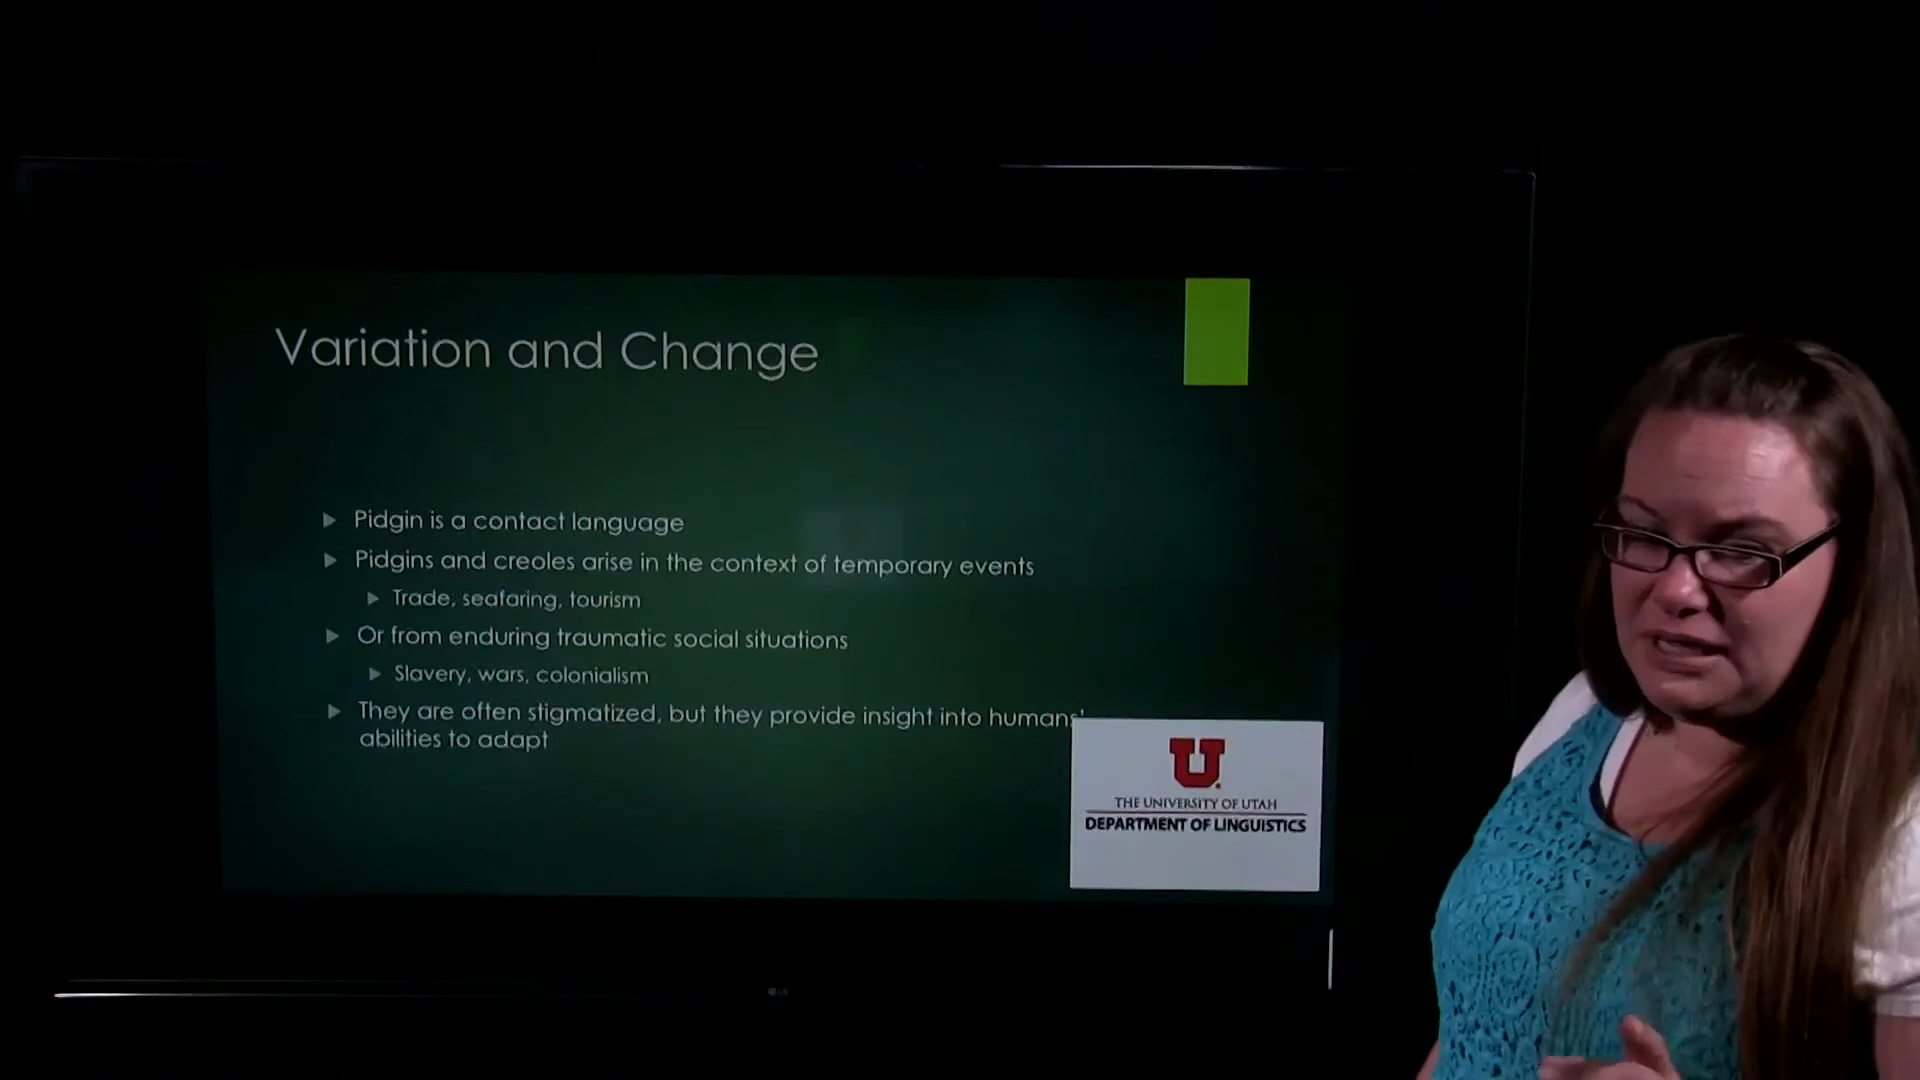 Variation and Change
Pidgin is a contact language
Pidgins and creoles arise in the context of temporary events
Trade, seafaring, tourism
Or from enduring traumatic social situations
Slavery, wars, colonialism
They are often stigmatized, but they provide insight into humans'
abilities to adapt
U
THE UNIVERSITY OF UTAH
DEPARTMENT OF LINGUISTICS
LG